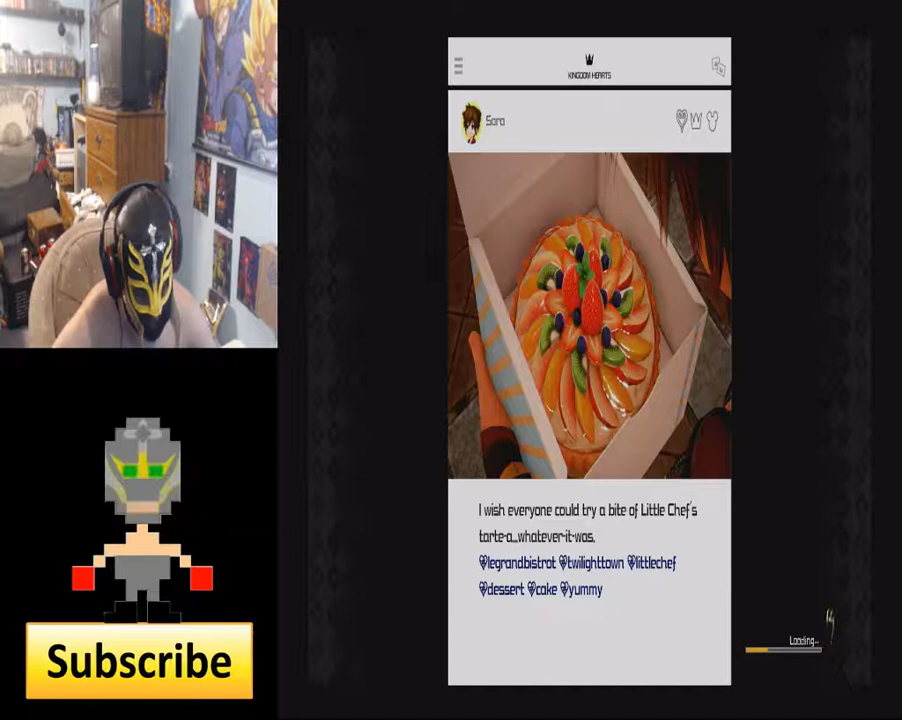 KINGDOM HEARTS
Sora
I wish everyone could try a bite of Little Chef's
tarte-a...whatever-it-was.
legrandbistrot twilighttown littlechef
dessert cake yummy
Loading...
Subscribe